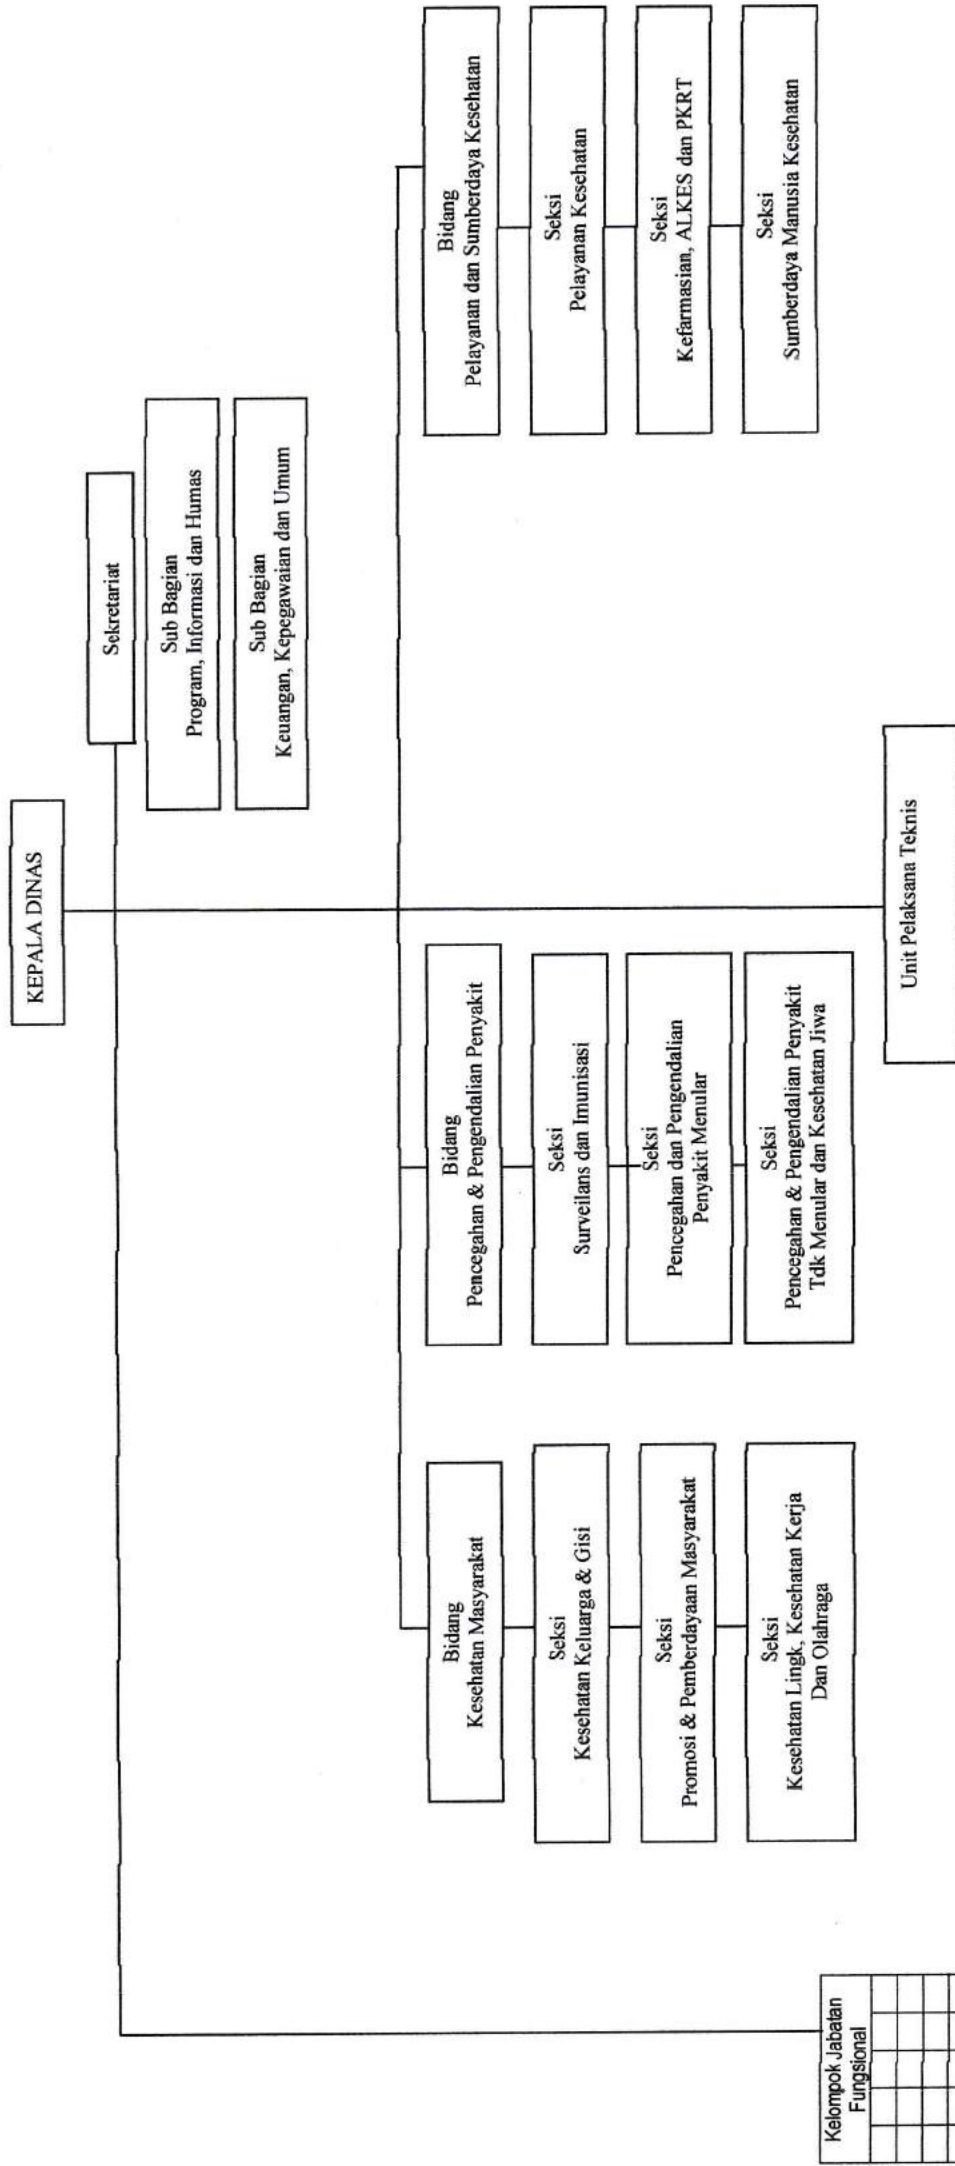 KEPALA DINAS
Sekretariat
Sub Bagian
Program, Informasi dan Humas
Sub Bagian
Keuangan, Kepegawaian dan Umum
Bidang
Kesehatan Masyarakat
Seksi
Kesehatan Keluarga & Gisi
Seksi
Promosi & Pemberdayaan Masyarakat
Seksi
Kesehatan Lingk, Kesehatan Kerja
Dan Olahraga
Bidang
Pencegahan & Pengendalian Penyakit
Seksi
Surveilans dan Imunisasi
Seksi
Pencegahan dan Pengendalian
Penyakit Menular
Seksi
Pencegahan & Pengendalian Penyakit
Tdk Menular dan Kesehatan Jiwa
Bidang
Pelayanan dan Sumberdaya Kesehatan
Seksi
Pelayanan Kesehatan
Seksi
Kefarmasian, ALKES dan PKRT
Seksi
Sumberdaya Manusia Kesehatan
Kelompok Jabatan
Fungsional
Unit Pelaksana Teknis